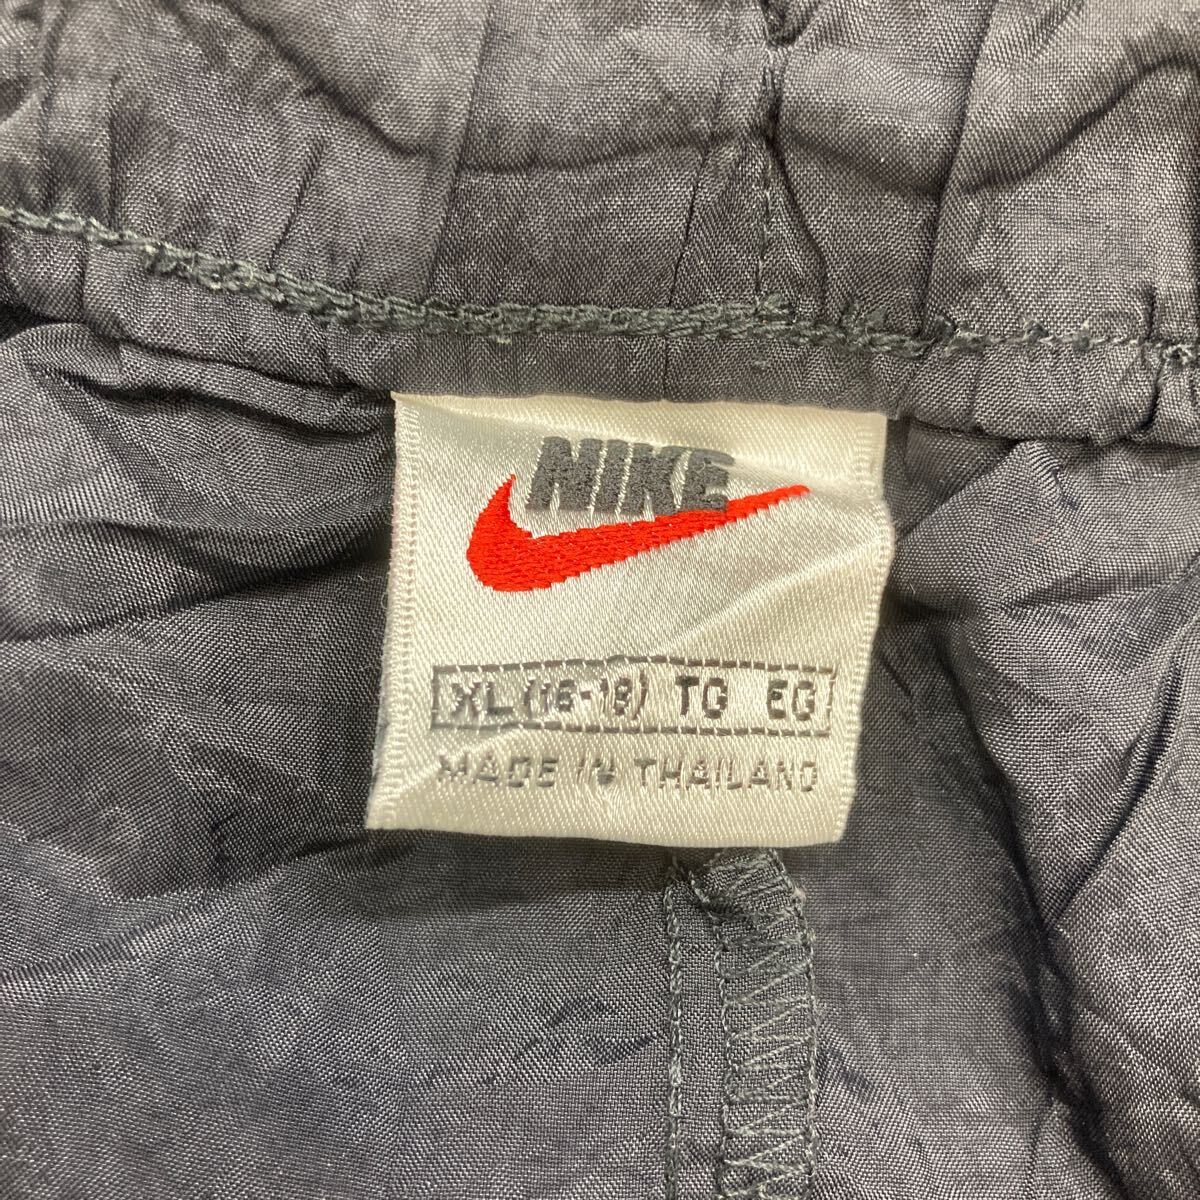 NIKE
XL (16-18) TG EG
MADE IN THAILAND